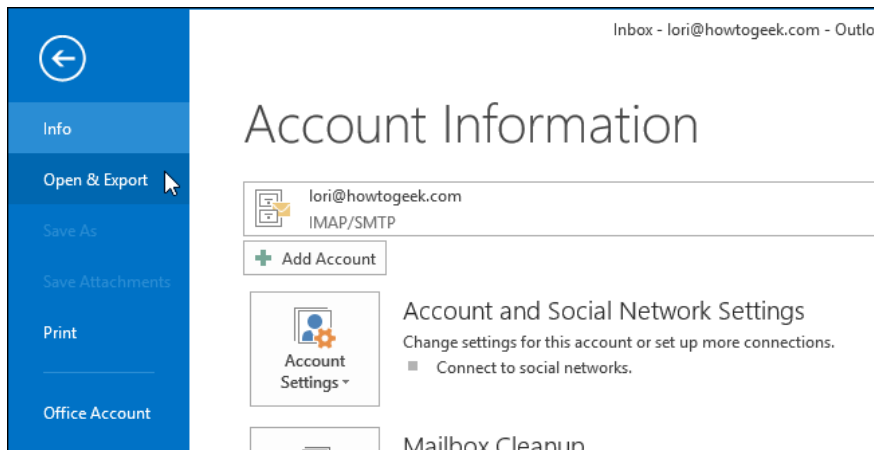 Inbox - lori@howtogeek.com - Outlo
Info
Open & Export
Save As
Save Attachments
Print
Office Account
Account Information
lori@howtogeek.com
IMAP/SMTP
Add Account
Account
Settings
Account and Social Network Settings
Change settings for this account or set up more connections.
Connect to social networks.
Mailbox Cleanup